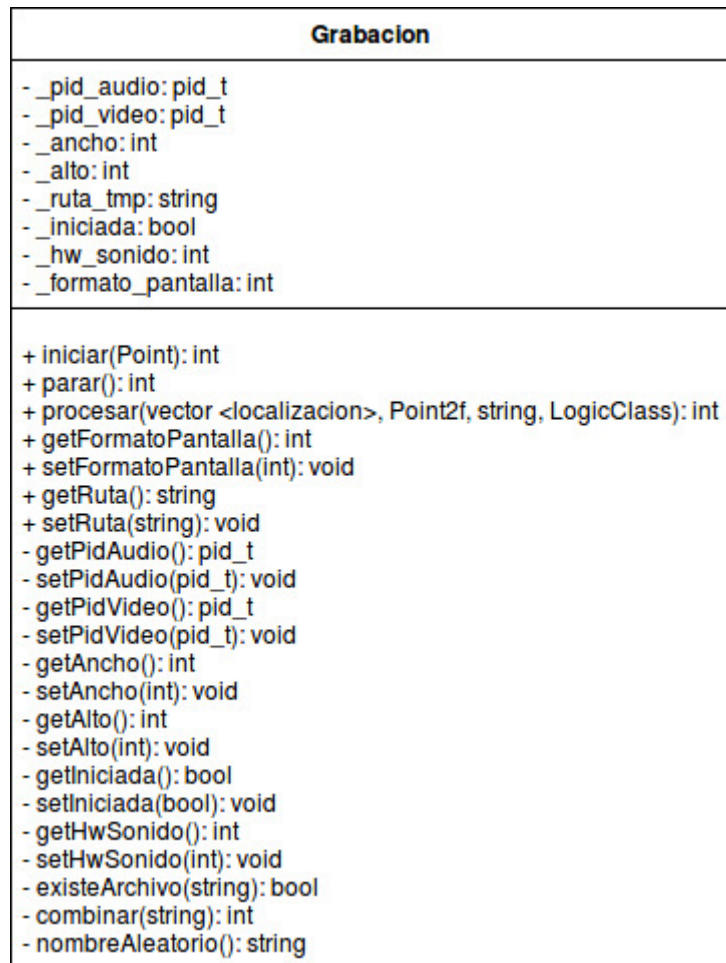 Grabacion
- _pid_audio: pid_t
- _pid_video: pid_t
- _ancho: int
- _alto: int
- _ruta_tmp: string
- _iniciada: bool
- _hw_sonido: int
- _formato_pantalla: int
+ iniciar(Point): int
+ parar(): int
+ procesar(vector <localizacion>, Point2f, string, LogicClass): int
+ getFormatoPantalla(): int
+ setFormatoPantalla(int): void
+ getRuta(): string
+ setRuta(string): void
- getPidAudio(): pid_t
- setPidAudio(pid_t): void
- getPidVideo(): pid_t
- setPidVideo(pid_t): void
- getAncho(): int
- setAncho(int): void
- getAlto(): int
- setAlto(int): void
- getIniciada(): bool
- setIniciada(bool): void
- getHwSonido(): int
- setHwSonido(int): void
- existeArchivo(string): bool
- combinar(string): int
- nombreAleatorio(): string